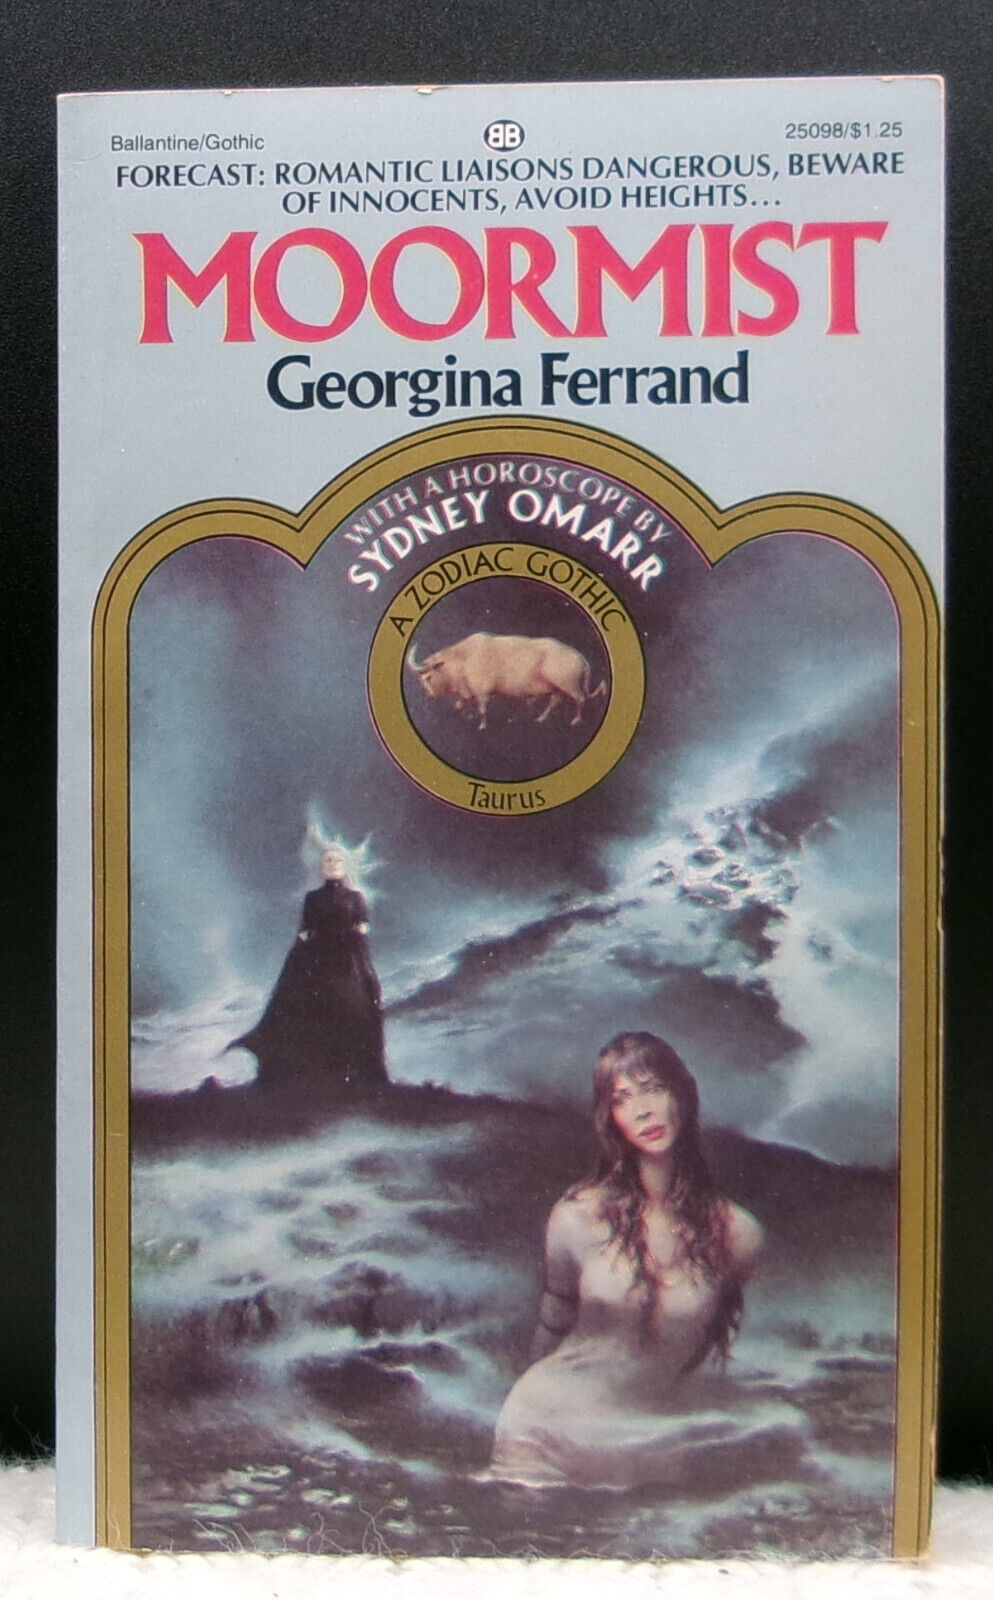 Ballantine/Gothic
BB
25098/$1.25
FORECAST: ROMANTIC LIAISONS DANGEROUS, BEWARE
OF INNOCENTS, AVOID HEIGHTS...
MOORMIST
Georgina Ferrand
WITH A HOROSCOPE BY
SYDNEY OMARR
A ZODIAC GOTHIC
Taurus